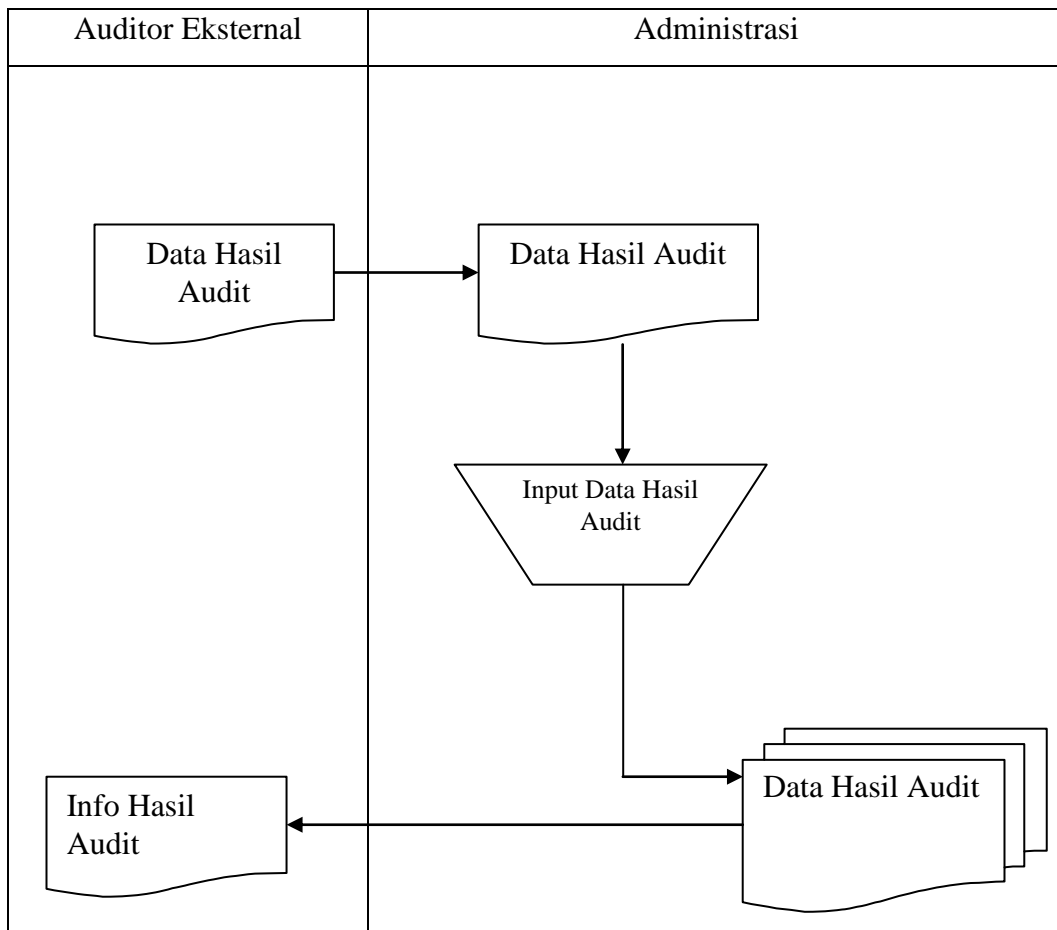 Auditor Eksternal
Administrasi
Data Hasil
Audit
Data Hasil Audit
Input Data Hasil
Audit
Data Hasil Audit
Info Hasil
Audit